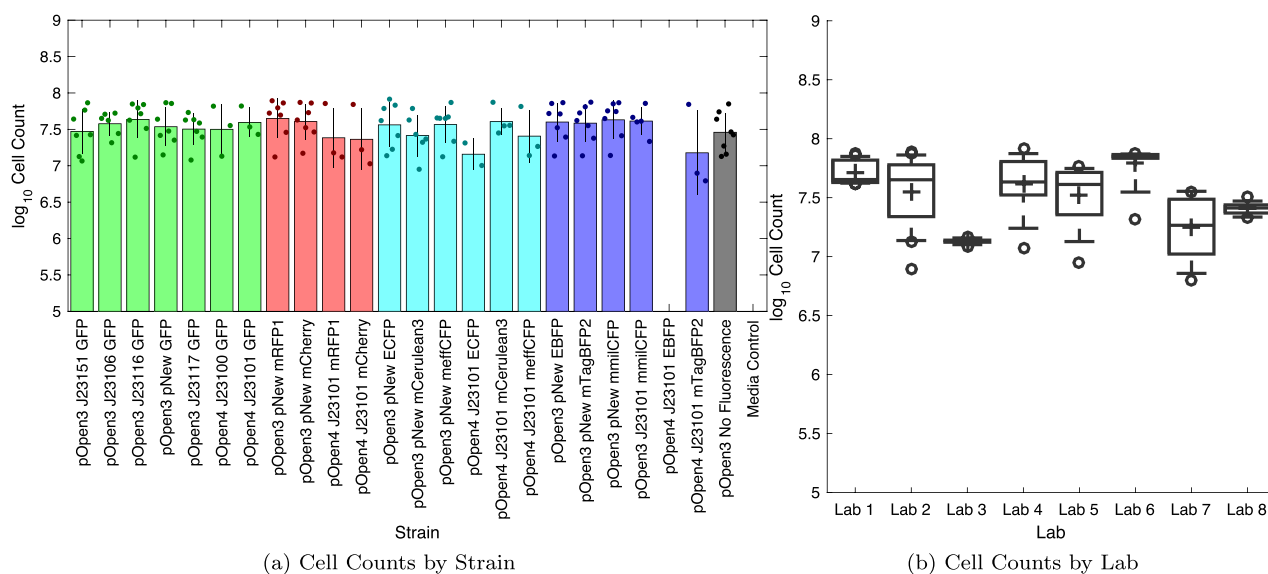 9
8.5
8
7.5
7
6.5
6
5.5
5
log10 Cell Count
pOpen3 J23151 GFP
pOpen3 J23106 GFP
pOpen3 J23116 GFP
pOpen3 pNew GFP
pOpen3 J23117 GFP
pOpen4 J23100 GFP
pOpen4 J23101 GFP
pOpen3 pNew mRFP1
pOpen3 pNew mCherry
pOpen4 J23101 mRFP1
pOpen4 J23101 mCherry
pOpen3 pNew ECFP
pOpen3 pNew mCerulean3
pOpen3 pNew meffCFP
pOpen4 J23101 ECFP
pOpen4 J23101 mCerulean3
pOpen4 J23101 meffCFP
pOpen3 pNew EBFP
pOpen3 pNew mTagBFP2
pOpen3 pNew mmilCFP
pOpen3 J23101 mmilCFP
pOpen4 J23101 EBFP
pOpen4 J23101 mTagBFP2
pOpen3 No Fluorescence
Media Control
Strain
(a) Cell Counts by Strain
9
8.5
8
7.5
7
6.5
6
5.5
5
log10 Cell Count
Lab 1 Lab 2 Lab 3 Lab 4 Lab 5 Lab 6 Lab 7 Lab 8
Lab
(b) Cell Counts by Lab